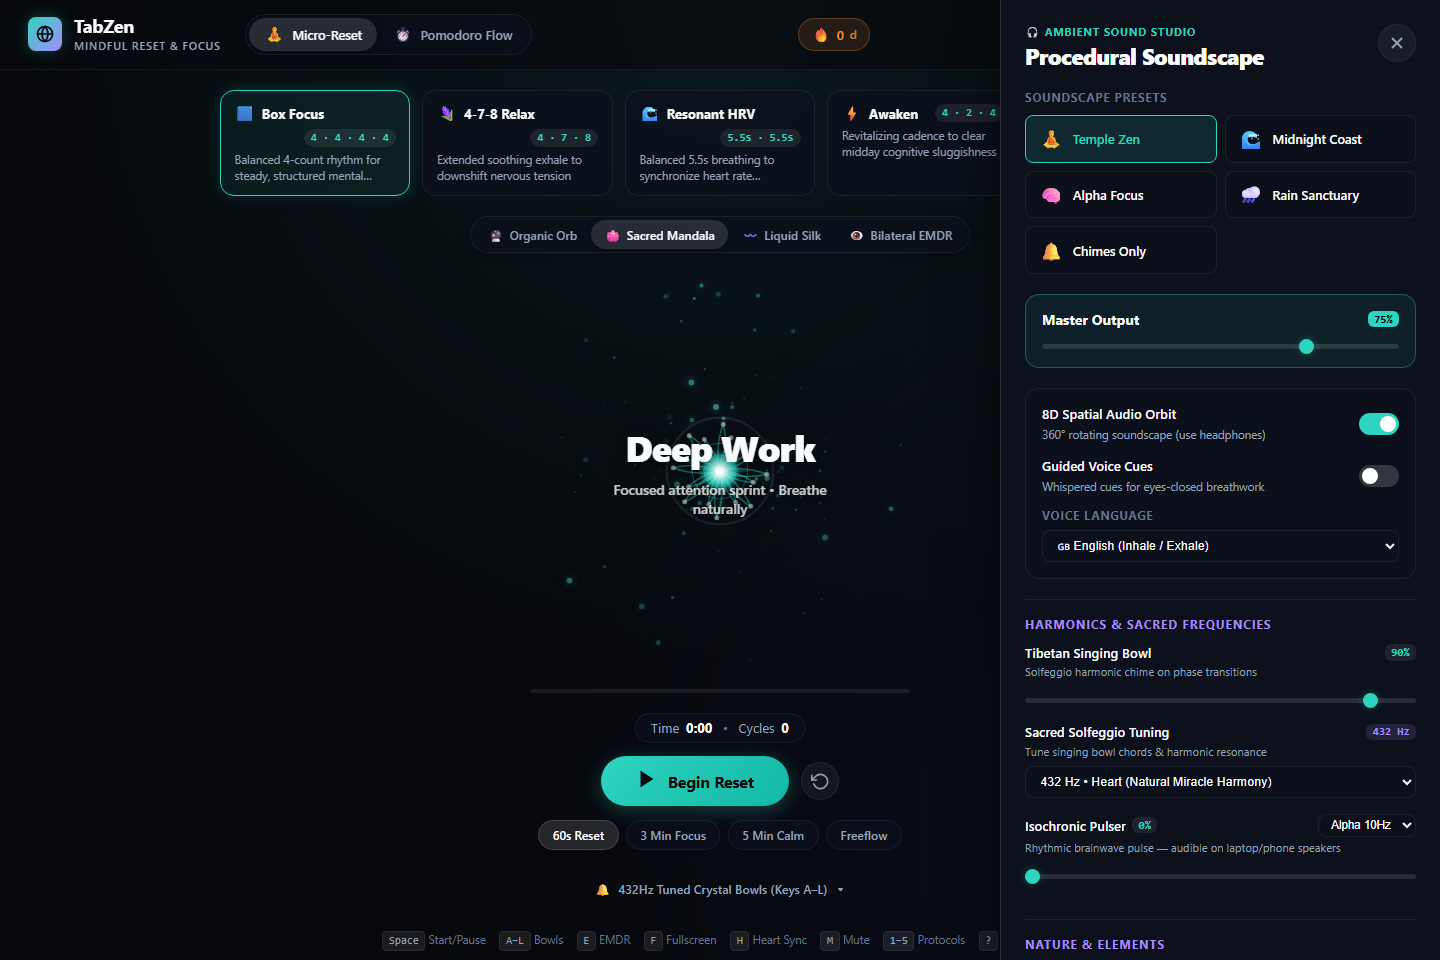 TabZen
MINDFUL RESET & FOCUS
Micro-Reset
Pomodoro Flow
0 d
Box Focus
4 · 4 · 4 · 4
Balanced 4-count rhythm for
steady, structured mental...
4-7-8 Relax
4 · 7 · 8
Extended soothing exhale to
downshift nervous tension
Resonant HRV
5.5s · 5.5s
Balanced 5.5s breathing to
synchronize heart rate...
Awaken
4 · 2 · 4
Revitalizing cadence to clear
midday cognitive sluggishness
Organic Orb
Sacred Mandala
Liquid Silk
Bilateral EMDR
Deep Work
Focused attention sprint • Breathe
naturally
Time 0:00 • Cycles 0
Begin Reset
60s Reset
3 Min Focus
5 Min Calm
Freeflow
432Hz Tuned Crystal Bowls (Keys A–L)
Space Start/Pause A–L Bowls E EMDR F Fullscreen H Heart Sync M Mute 1–5 Protocols ?
AMBIENT SOUND STUDIO
Procedural Soundscape
SOUNDSCAPE PRESETS
Temple Zen
Midnight Coast
Alpha Focus
Rain Sanctuary
Chimes Only
Master Output
75%
8D Spatial Audio Orbit
360° rotating soundscape (use headphones)
Guided Voice Cues
Whispered cues for eyes-closed breathwork
VOICE LANGUAGE
GB English (Inhale / Exhale)
HARMONICS & SACRED FREQUENCIES
Tibetan Singing Bowl
90%
Solfeggio harmonic chime on phase transitions
Sacred Solfeggio Tuning
432 Hz
Tune singing bowl chords & harmonic resonance
432 Hz • Heart (Natural Miracle Harmony)
Isochronic Pulser 0%
Alpha 10Hz
Rhythmic brainwave pulse — audible on laptop/phone speakers
NATURE & ELEMENTS